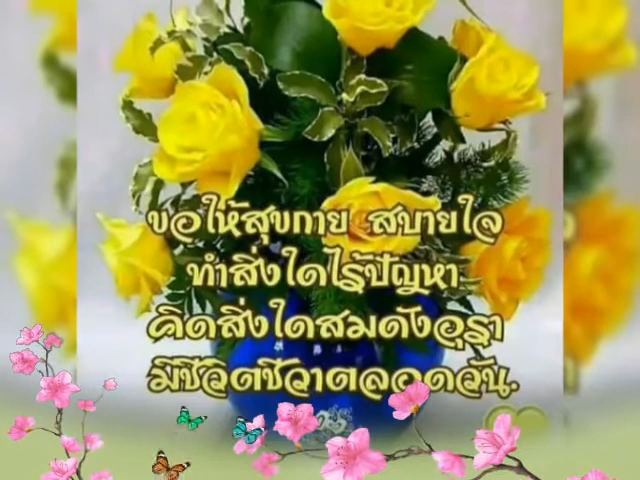 ขอให้สุขกาย สบายใจ
ทำสิ่งใดไร้ปัญหา
คิดสิ่งใดสมดังอุรา
มีชีวิตชีวาตลอดวัน.